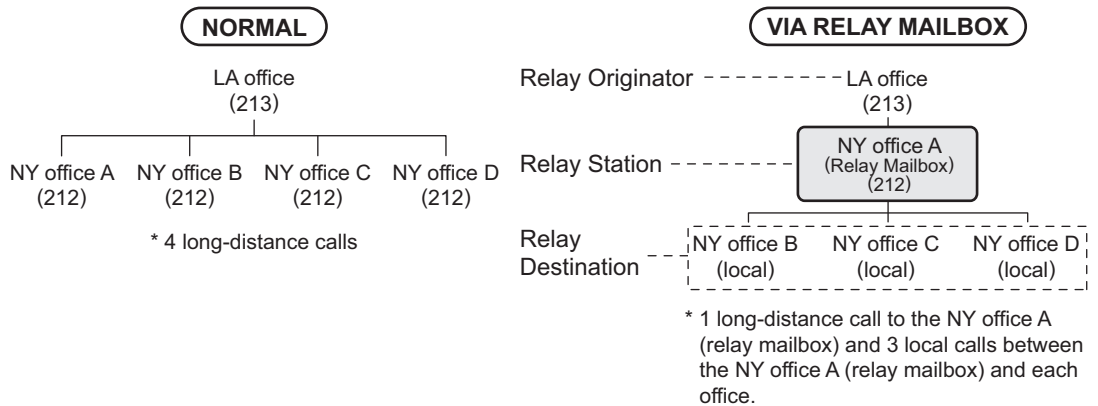 NORMAL
LA office
(213)
NY office A NY office B NY office C NY office D
(212) (212) (212) (212)
* 4 long-distance calls
VIA RELAY MAILBOX
Relay Originator LA office
(213)
Relay Station NY office A
(Relay Mailbox)
(212)
Relay
Destination
NY office B NY office C NY office D
(local) (local) (local)
* 1 long-distance call to the NY office A
(relay mailbox) and 3 local calls between
the NY office A (relay mailbox) and each
office.